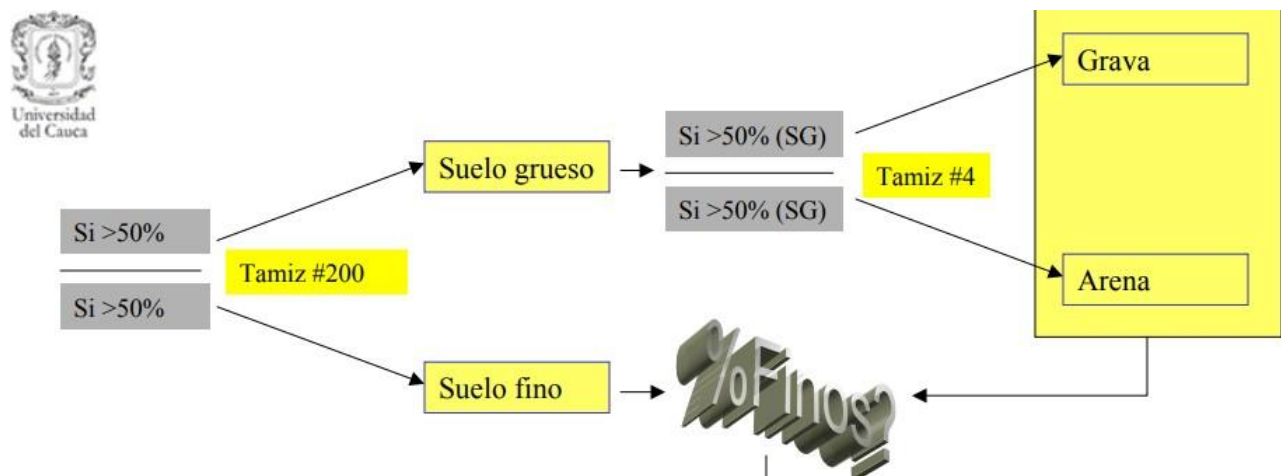 Universidad
del Cauca
Si >50%
Si >50%
Tamiz #200
Suelo grueso
Suelo fino
Si >50% (SG)
Si >50% (SG)
Tamiz #4
Grava
Arena
%Finos?